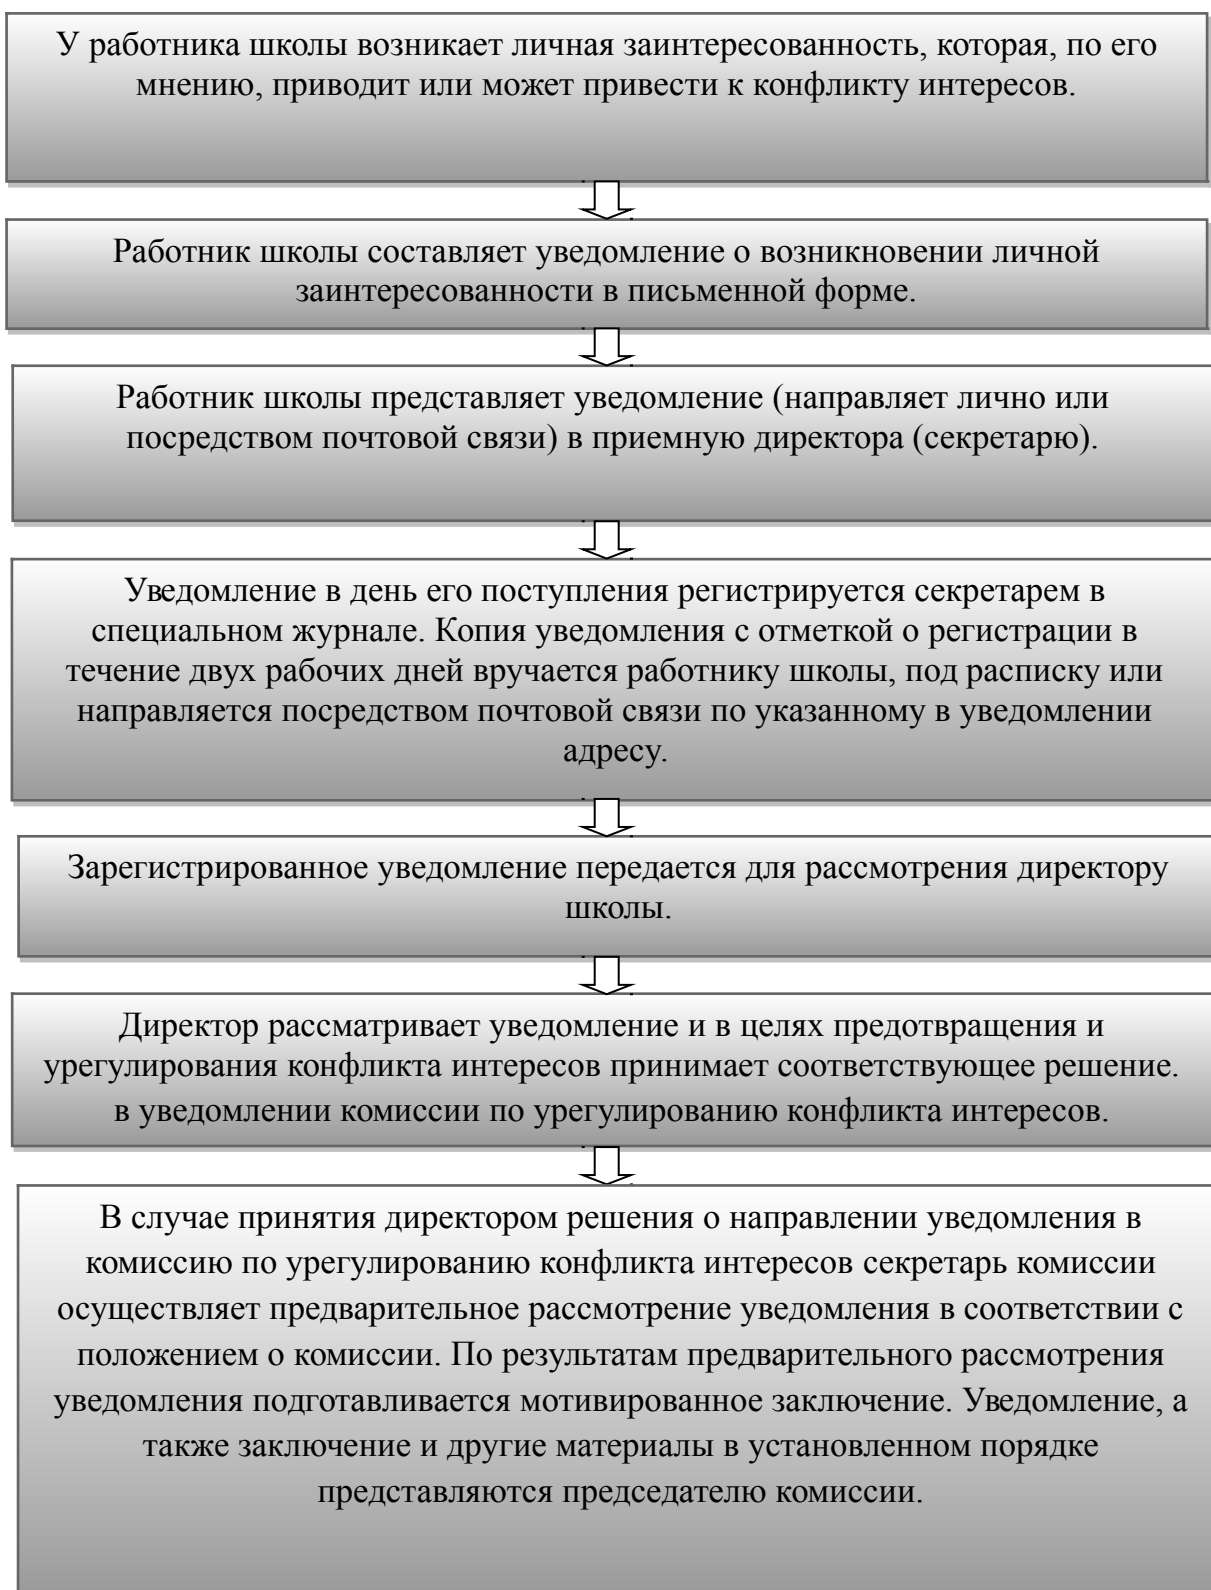 У работника школы возникает личная заинтересованность, которая, по его
мнению, приводит или может привести к конфликту интересов.
Работник школы составляет уведомление о возникновении личной
заинтересованности в письменной форме.
Работник школы представляет уведомление (направляет лично или
посредством почтовой связи) в приемную директора (секретарю).
Уведомление в день его поступления регистрируется секретарем в
специальном журнале. Копия уведомления с отметкой о регистрации в
течение двух рабочих дней вручается работнику школы, под расписку или
направляется посредством почтовой связи по указанному в уведомлении
адресу.
Зарегистрированное уведомление передается для рассмотрения директору
школы.
Директор рассматривает уведомление и в целях предотвращения и
урегулирования конфликта интересов принимает соответствующее решение.
в уведомлении комиссии по урегулированию конфликта интересов.
В случае принятия директором решения о направлении уведомления в
комиссию по урегулированию конфликта интересов секретарь комиссии
осуществляет предварительное рассмотрение уведомления в соответствии с
положением о комиссии. По результатам предварительного рассмотрения
уведомления подготавливается мотивированное заключение. Уведомление, а
также заключение и другие материалы в установленном порядке
представляются председателю комиссии.